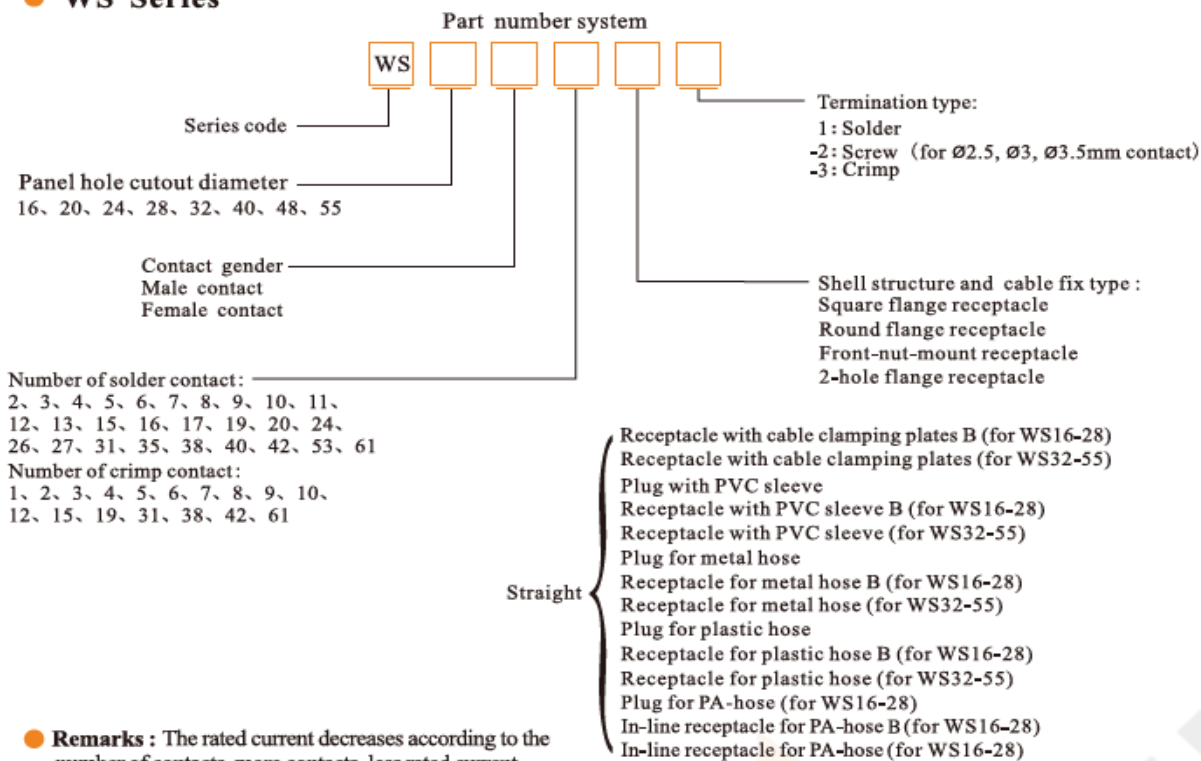 WS Series
Part number system
WS
Series code
Panel hole cutout diameter
16、20、24、28、32、40、48、55
Contact gender
Male contact
Female contact
Number of solder contact:
2、3、4、5、6、7、8、9、10、11、
12、13、15、16、17、19、20、24、
26、27、31、35、38、40、42、53、61
Number of crimp contact:
1、2、3、4、5、6、7、8、9、10、
12、15、19、31、38、42、61
Termination type:
1: Solder
-2: Screw (for Ø2.5, Ø3, Ø3.5mm contact)
-3: Crimp
Shell structure and cable fix type :
Square flange receptacle
Round flange receptacle
Front-nut-mount receptacle
2-hole flange receptacle
Straight
Receptacle with cable clamping plates B (for WS16-28)
Receptacle with cable clamping plates (for WS32-55)
Plug with PVC sleeve
Receptacle with PVC sleeve B (for WS16-28)
Receptacle with PVC sleeve (for WS32-55)
Plug for metal hose
Receptacle for metal hose B (for WS16-28)
Receptacle for metal hose (for WS32-55)
Plug for plastic hose
Receptacle for plastic hose B (for WS16-28)
Receptacle for plastic hose (for WS32-55)
Plug for PA-hose (for WS16-28)
In-line receptacle for PA-hose B (for WS16-28)
In-line receptacle for PA-hose (for WS16-28)
Remarks : The rated current decreases according to the
number of contacts, more contacts, less rated current